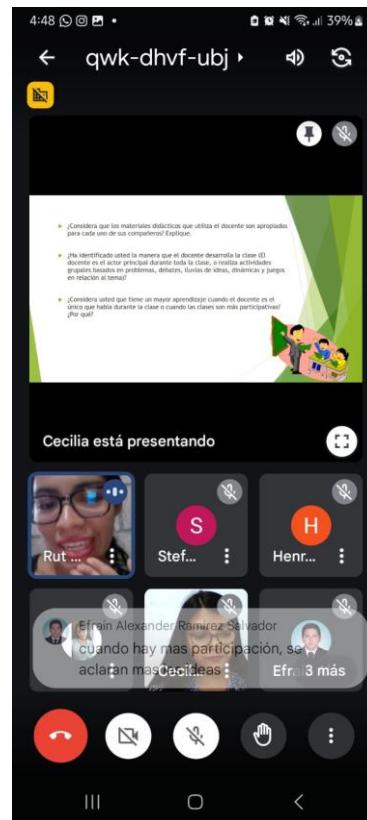 4:48
39%
qwk-dhvf-ubj
¿Considera que los materiales didácticos que utiliza el docente son apropiados
para cada uno de sus compañeros? Explique.
¿Ha identificado usted la manera que el docente desarrolla la clase (El
docente es el actor principal durante toda la clase, o realiza actividades
grupales basados en problemas, debates, lluvias de ideas, dinámicas y juegos
en relación al tema)?
¿Considera usted que tiene un mayor aprendizaje cuando el docente es el
único que habla durante la clase o cuando las clases son más participativas?
¿Por qué?
Cecilia está presentando
Rut ...
S
Stef...
H
Henr...
Efraín Alexander Ramírez Salvador
cuando hay mas participación, se
aclaran mas las ideas
Cecil...
Efr...
3 más